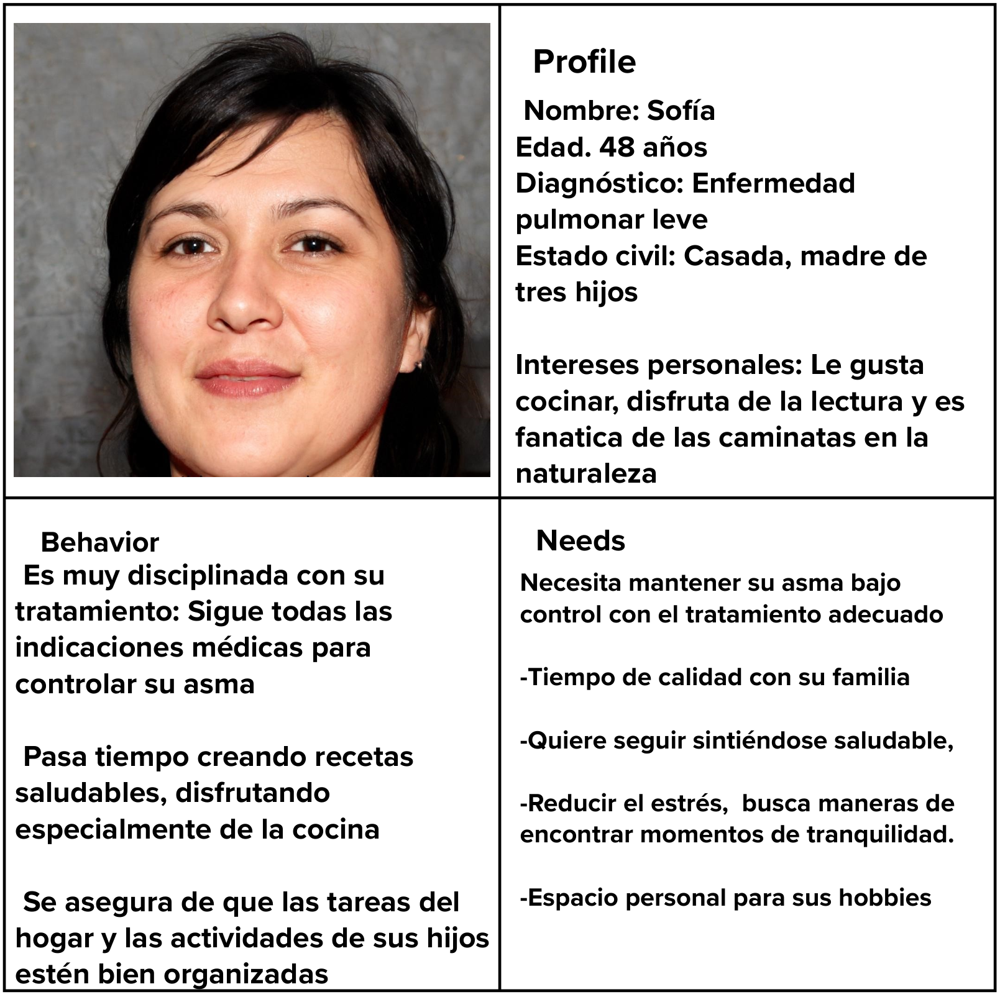 Profile
Nombre: Sofía
Edad. 48 años
Diagnóstico: Enfermedad
pulmonar leve
Estado civil: Casada, madre de
tres hijos
Intereses personales: Le gusta
cocinar, disfruta de la lectura y es
fanatica de las caminatas en la
naturaleza
Behavior
Es muy disciplinada con su
tratamiento: Sigue todas las
indicaciones médicas para
controlar su asma
Pasa tiempo creando recetas
saludables, disfrutando
especialmente de la cocina
Se asegura de que las tareas del
hogar y las actividades de sus hijos
estén bien organizadas
Needs
Necesita mantener su asma bajo
control con el tratamiento adecuado
-Tiempo de calidad con su familia
-Quiere seguir sintiéndose saludable,
-Reducir el estrés,  busca maneras de
encontrar momentos de tranquilidad.
-Espacio personal para sus hobbies